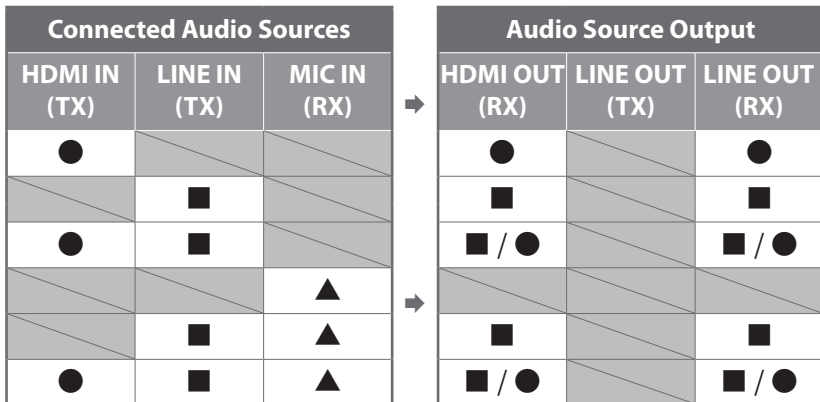 Connected Audio Sources
HDMI IN (TX) LINE IN (TX) MIC IN (RX)
Audio Source Output
HDMI OUT (RX) LINE OUT (TX) LINE OUT (RX)
● ● ●
■ ■ ■
● ■ ■ / ● ■ / ●
▲
■ ▲ ■ ■
● ■ ▲ ■ / ● ■ / ●